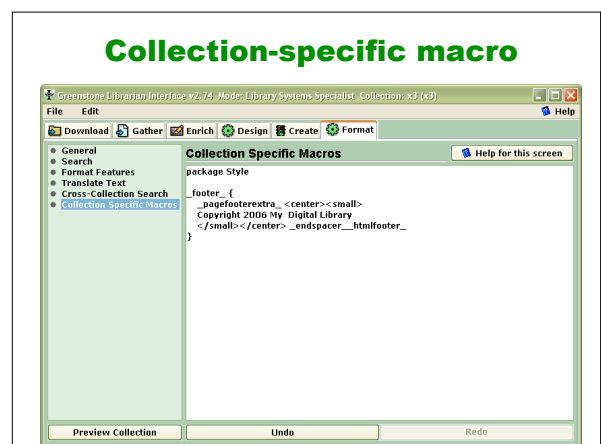 Collection-specific macro
Greenstone Librarian Interface v2.74 Mode: Library Systems Specialist Collection: x3 (x3)
File Edit Help
Download Gather Enrich Design Create Format
General
Search
Format Features
Translate Text
Cross-Collection Search
Collection Specific Macros
Collection Specific Macros Help for this screen
package Style
_footer_ {
_pagefooterextra_ <center><small>
Copyright 2006 My Digital Library
</small></center> _endspacer__htmlfooter_
}
Preview Collection Undo Redo